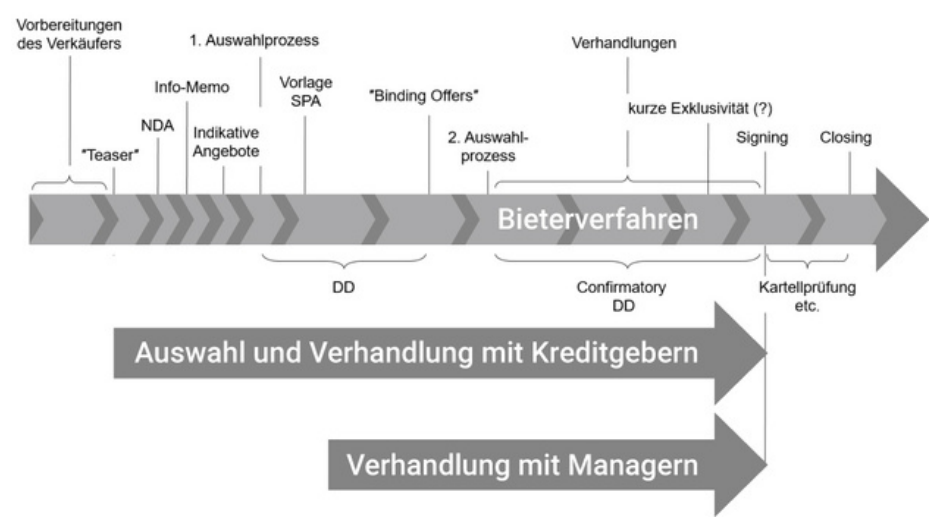 Vorbereitungen
des Verkäufers
"Teaser"
NDA
Info-Memo
Indikative
Angebote
1. Auswahlprozess
Vorlage
SPA
"Binding Offers"
2. Auswahl-
prozess
Verhandlungen
kurze Exklusivität (?)
Signing
Closing
Bieterverfahren
DD
Confirmatory
DD
Kartellprüfung
etc.
Auswahl und Verhandlung mit Kreditgebern
Verhandlung mit Managern